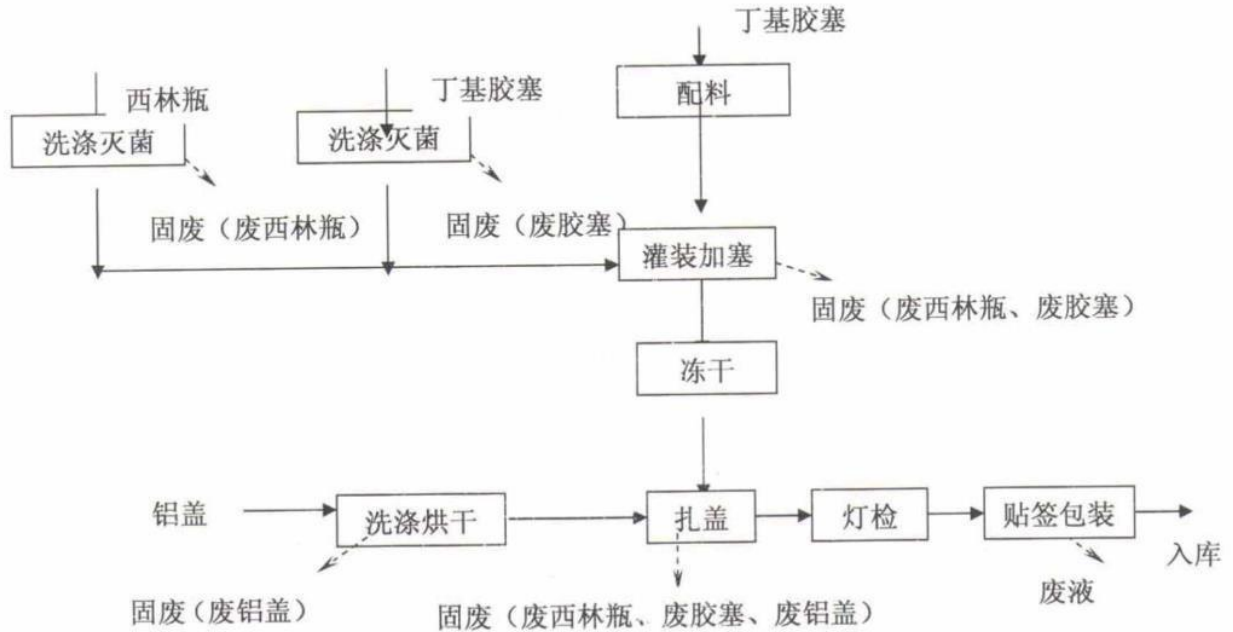 丁基胶塞
西林瓶
丁基胶塞
配料
洗涤灭菌
洗涤灭菌
固废（废西林瓶）
固废（废胶塞）
灌装加塞
固废（废西林瓶、废胶塞）
冻干
铝盖
洗涤烘干
扎盖
灯检
贴签包装
入库
固废（废铝盖）
固废（废西林瓶、废胶塞、废铝盖）
废液